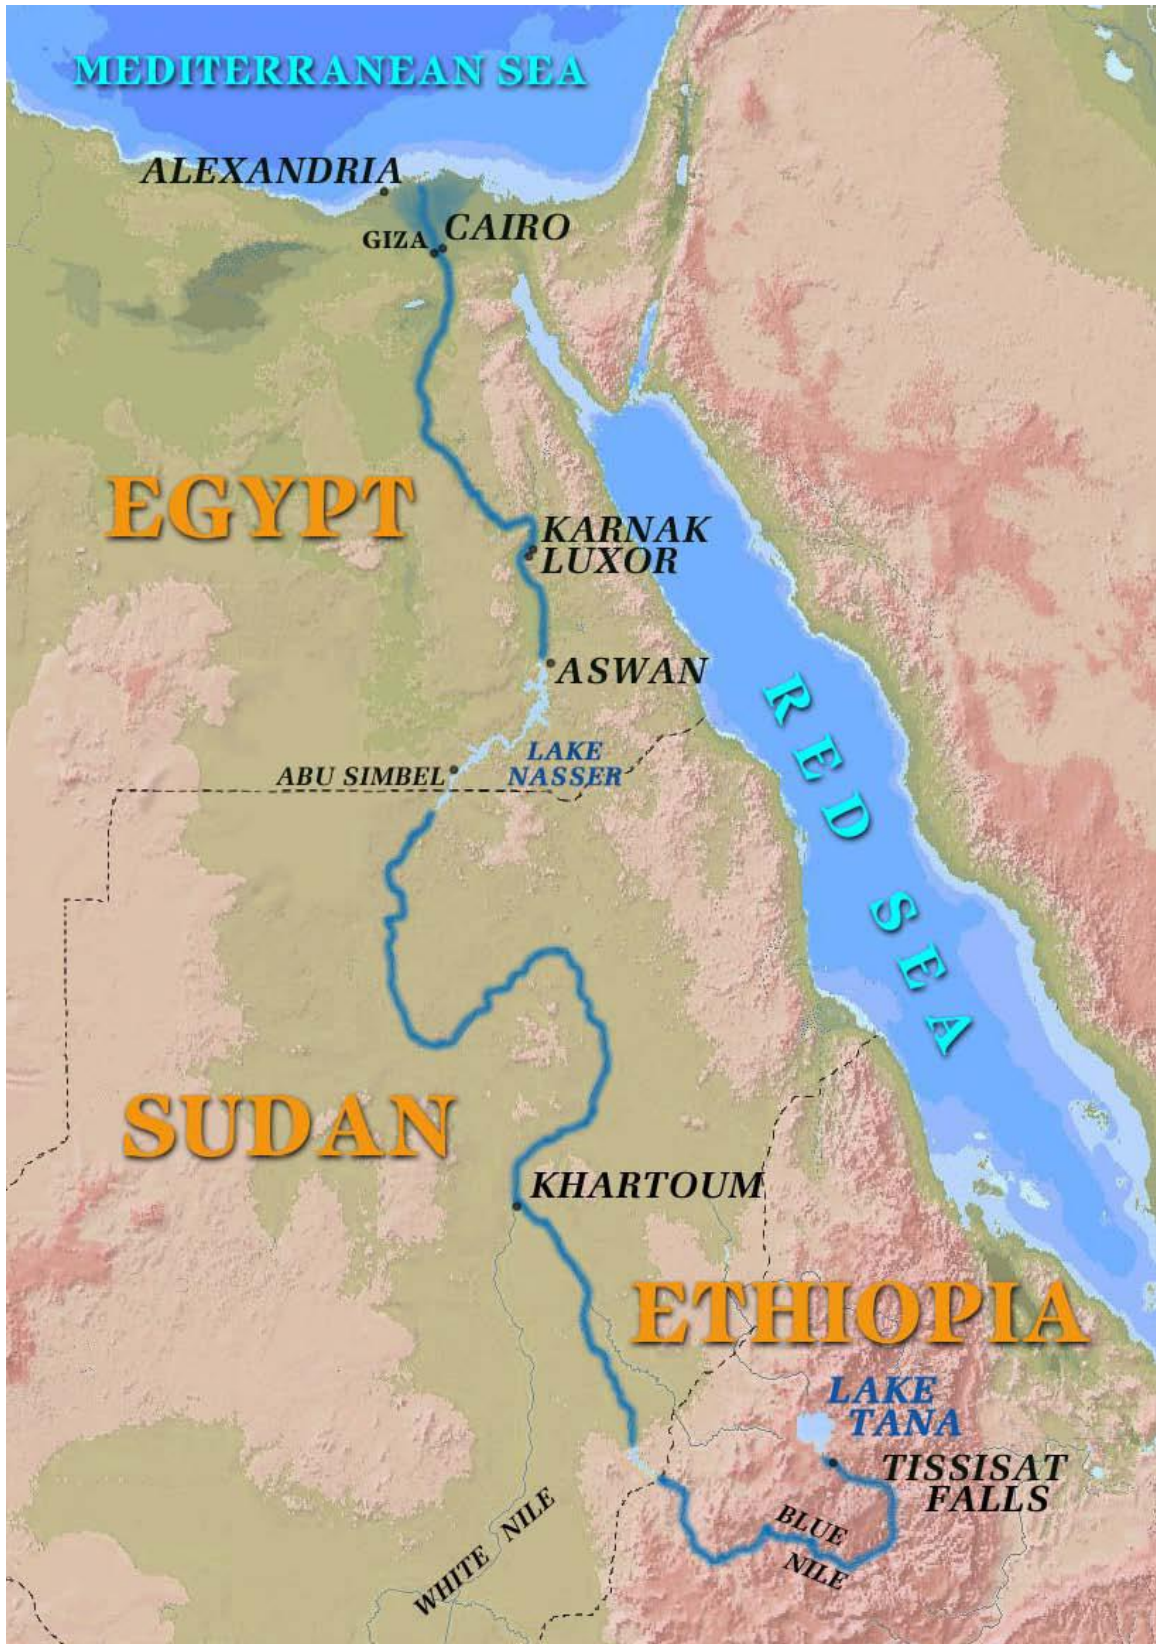 MEDITERRANEAN SEA
ALEXANDRIA
GIZA
CAIRO
EGYPT
KARNAK
LUXOR
ASWAN
RED SEA
LAKE
NASSER
ABU SIMBEL
SUDAN
KHARTOUM
ETHIOPIA
LAKE
TANA
TISSISAT
FALLS
BLUE
NILE
WHITE NILE